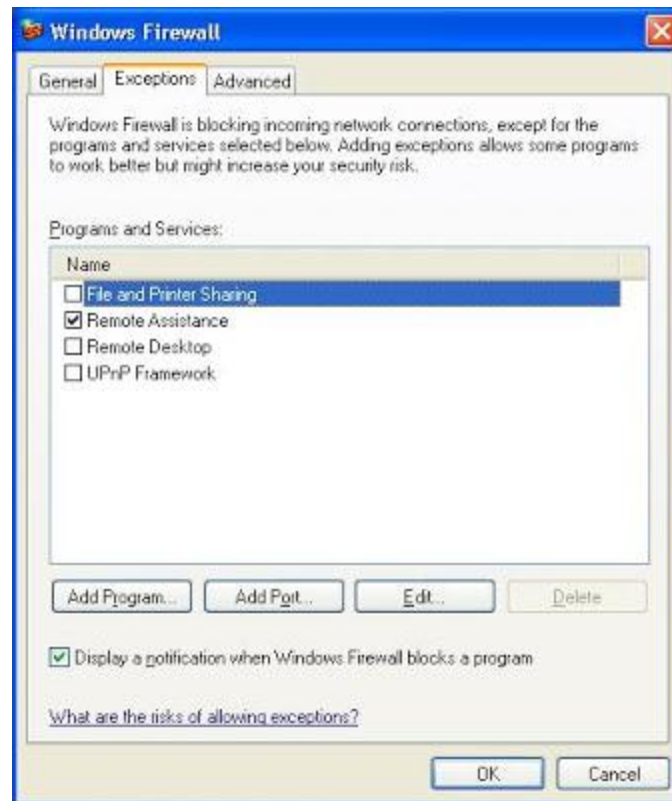 Windows Firewall
General Exceptions Advanced
Windows Firewall is blocking incoming network connections, except for the
programs and services selected below. Adding exceptions allows some programs
to work better but might increase your security risk.
Programs and Services:
Name
File and Printer Sharing
Remote Assistance
Remote Desktop
UPnP Framework
Add Program... Add Port... Edit... Delete
Display a notification when Windows Firewall blocks a program
What are the risks of allowing exceptions?
OK Cancel